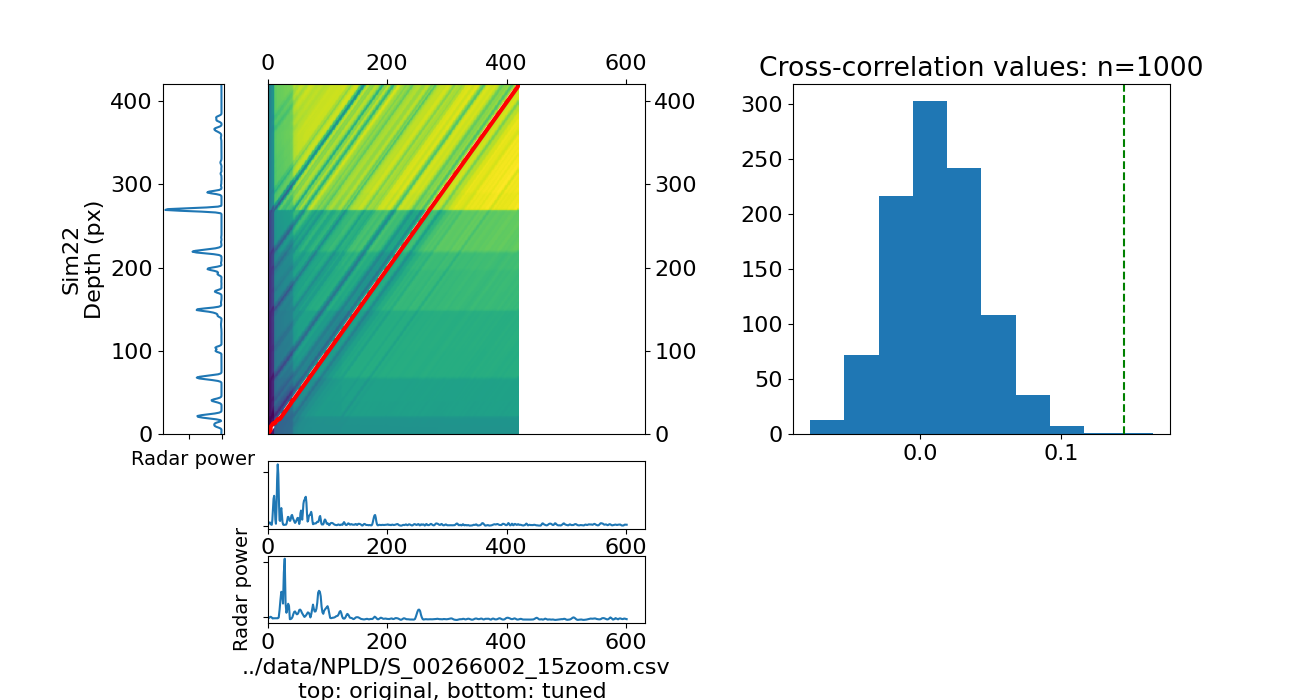 0 200 400 600
Cross-correlation values: n=1000
400
300
200
100
0
Sim22
Depth (px)
Radar power
400
300
200
100
0
300
250
200
150
100
50
0
0.0 0.1
0 200 400 600
Radar power
0 200 400 600
../data/NPLD/S_00266002_15zoom.csv
top: original, bottom: tuned